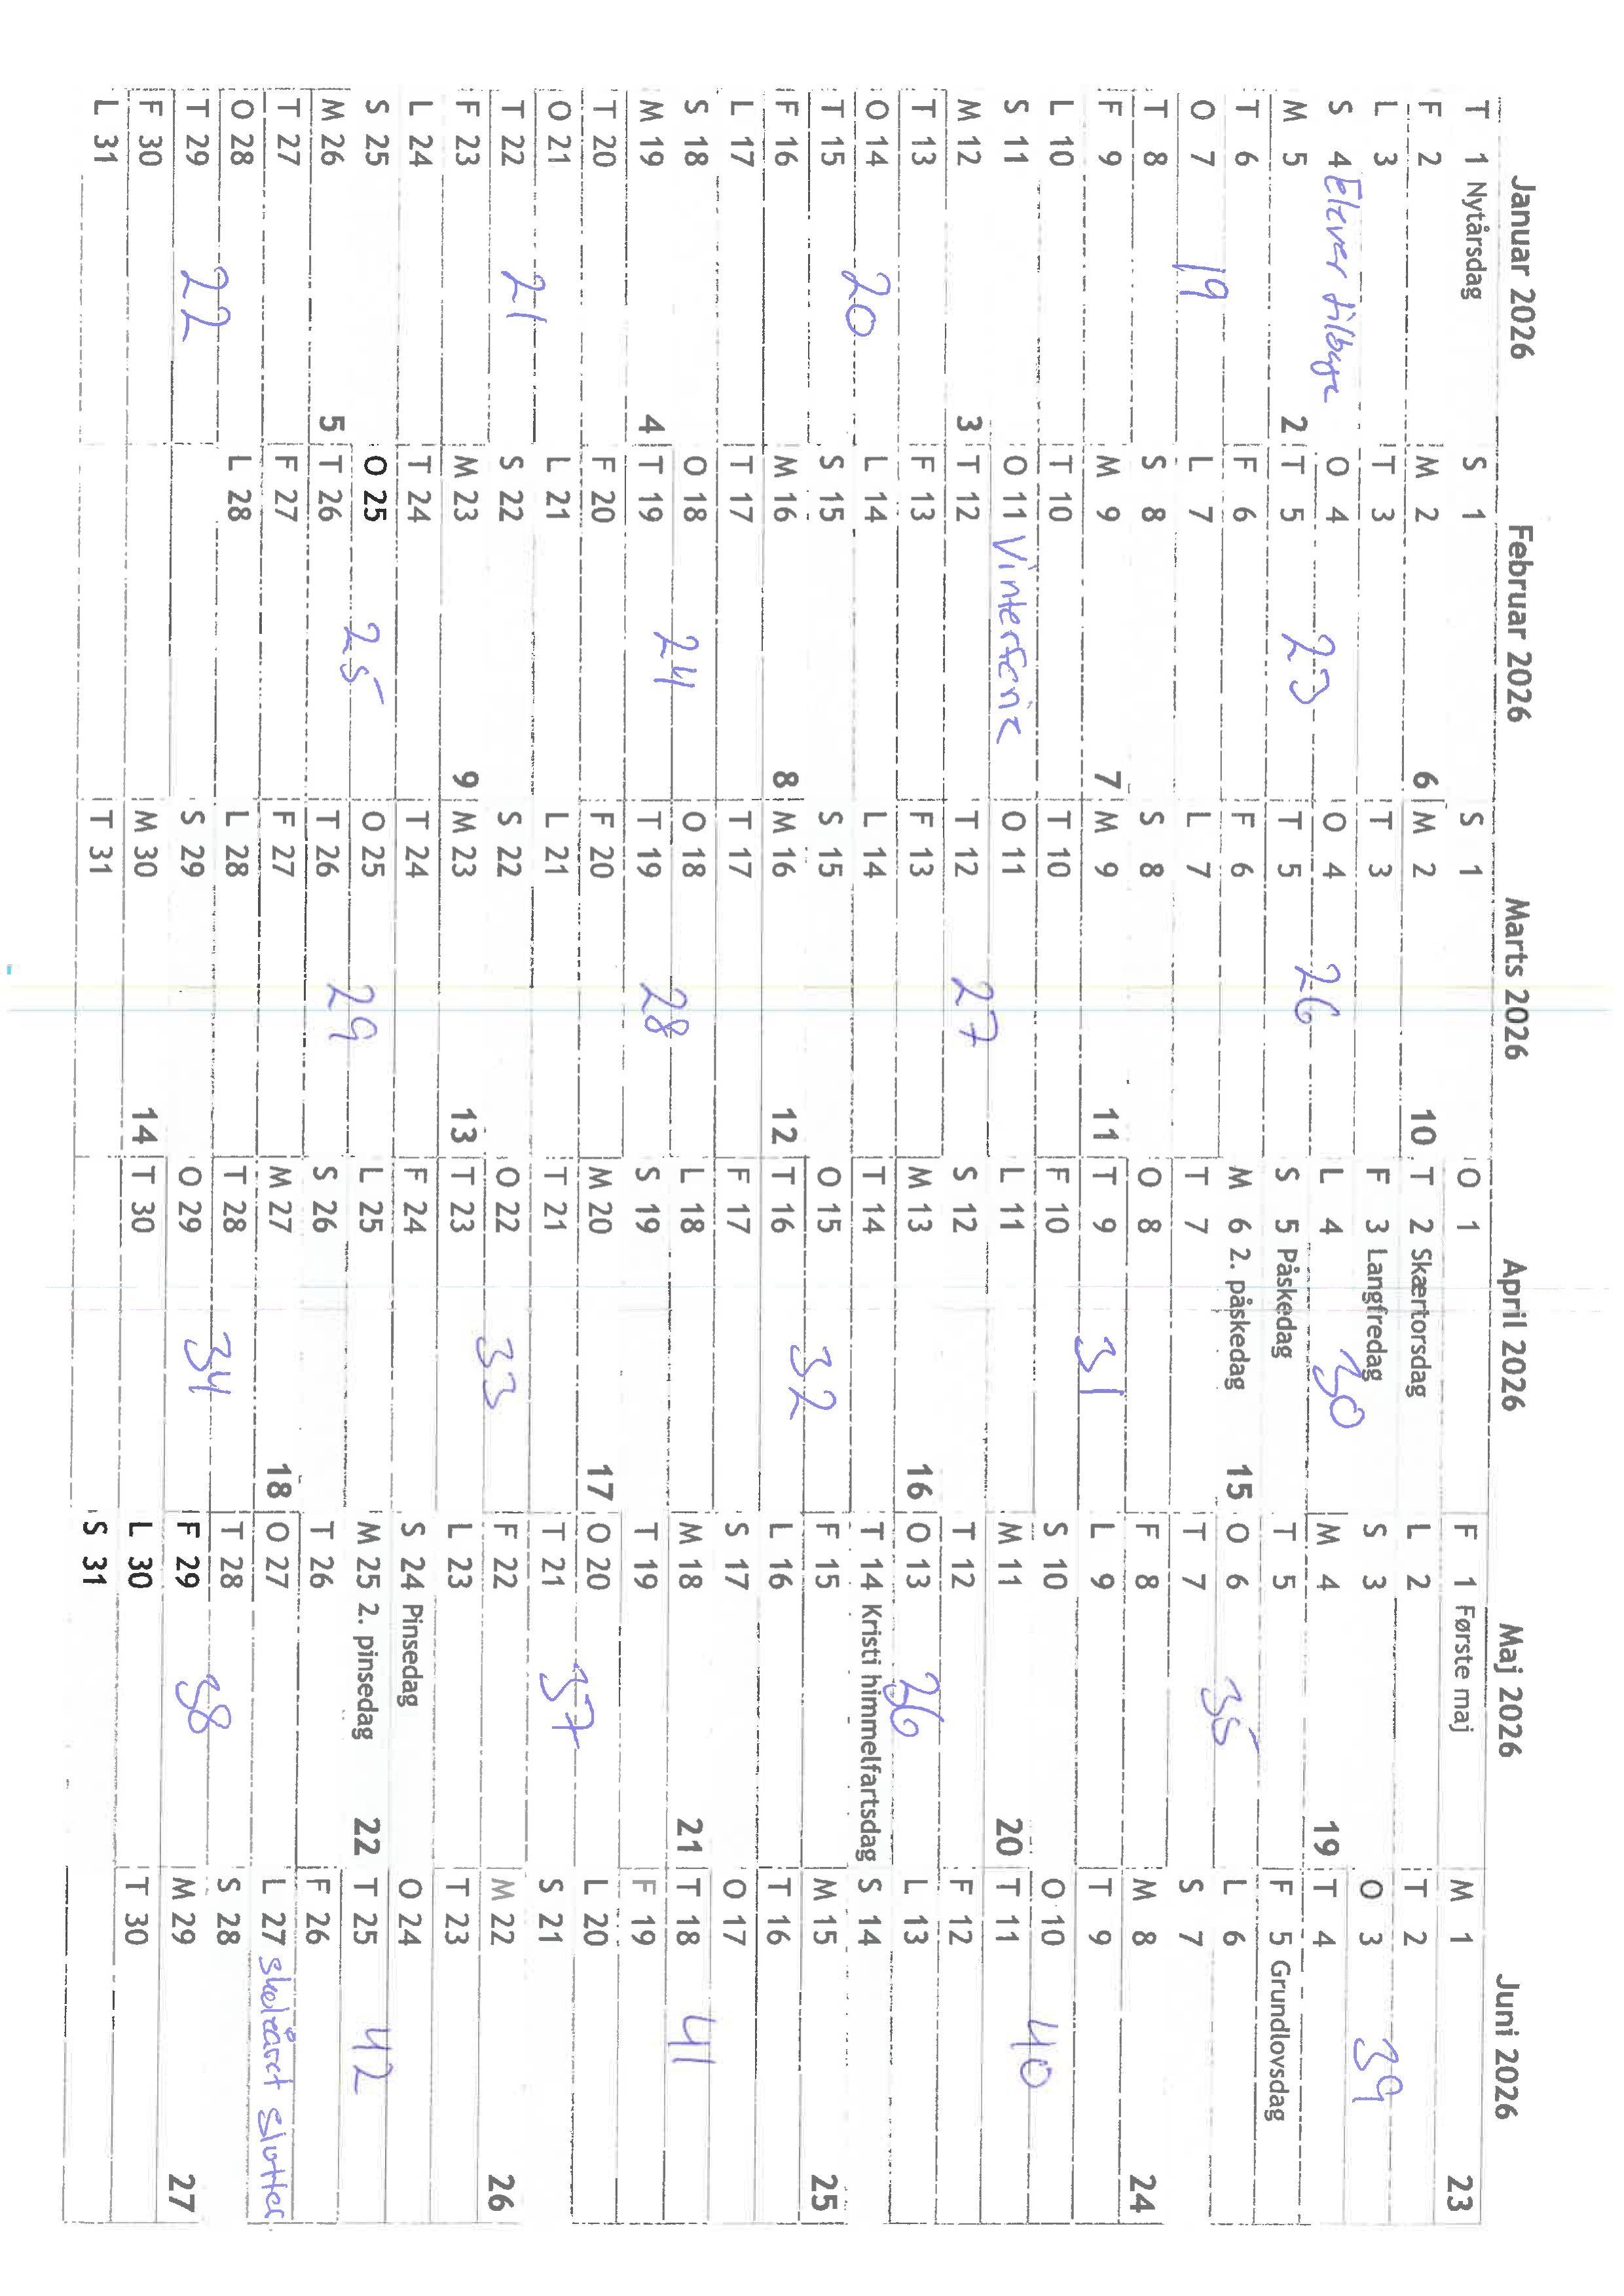 Januar 2026
T 1 Nytårsdag
F 2
L 3
S 4 Elever tilbage
M 5 2
T 6
O 7 19
T 8
F 9
L 10
S 11
M 12 3
T 13
O 14 20
T 15
F 16
L 17
S 18
M 19 4
T 20
O 21
T 22 21
F 23
L 24
S 25
M 26 5
T 27
O 28
T 29 22
F 30
L 31
Februar 2026
S 1
M 2 6
T 3
O 4
T 5 23
F 6
L 7
S 8
M 9 7
T 10
O 11 Vinterferie
T 12
F 13
L 14
S 15
M 16 8
T 17
O 18
T 19 24
F 20
L 21
S 22
M 23 9
T 24
O 25 25
T 26
F 27
L 28
Marts 2026
S 1
M 2 10
T 3
O 4
T 5 26
F 6
L 7
S 8
M 9 11
T 10
O 11
T 12 27
F 13
L 14
S 15
M 16 12
T 17
O 18
T 19 28
F 20
L 21
S 22
M 23 13
T 24
O 25
T 26 29
F 27
L 28
S 29
M 30 14
T 31
April 2026
O 1
T 2 Skærtorsdag
F 3 Langfredag
L 4 30
S 5 Påskedag
M 6 2. påskedag 15
T 7
O 8
T 9 31
F 10
L 11
S 12
M 13 16
T 14
O 15
T 16 32
F 17
L 18
S 19
M 20 17
T 21
O 22 33
T 23
F 24
L 25
S 26
M 27 18
T 28
O 29 34
T 30
Maj 2026
F 1 Første maj
L 2
S 3
M 4 19
T 5
O 6 35
T 7
F 8
L 9
S 10
M 11 20
T 12
O 13 36
T 14 Kristi himmelfartsdag
F 15
L 16
S 17
M 18 21
T 19
O 20
T 21 37
F 22
L 23
S 24 Pinsedag
M 25 2. pinsedag 22
T 26
O 27
T 28 38
F 29
L 30
S 31
Juni 2026
M 1 23
T 2
O 3 39
T 4
F 5 Grundlovsdag
L 6
S 7
M 8 24
T 9
O 10 40
T 11
F 12
L 13
S 14
M 15 25
T 16
O 17
T 18 41
F 19
L 20
S 21
M 22 26
T 23
O 24
T 25 42
F 26
L 27 skoleåret slutter
S 28
M 29 27
T 30